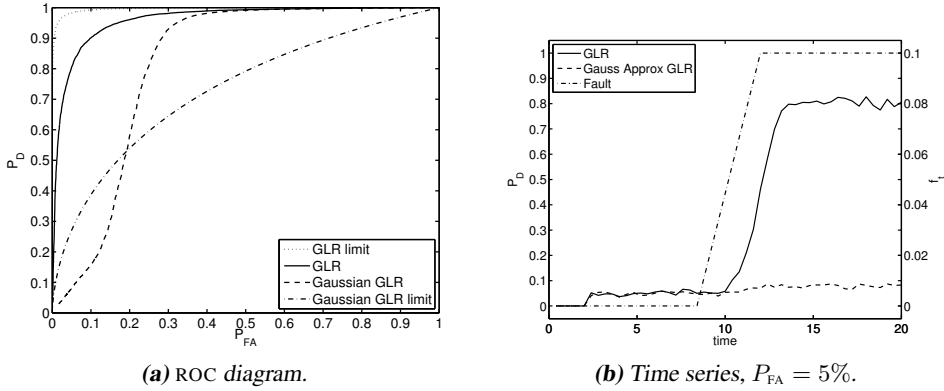 1
0.9
0.8
0.7
0.6
0.5
0.4
0.3
0.2
0.1
0
P_D
0 0.1 0.2 0.3 0.4 0.5 0.6 0.7 0.8 0.9 1
P_FA
GLR limit
GLR
Gaussian GLR
Gaussian GLR limit
(a) ROC diagram.
GLR
Gauss Approx GLR
Fault
1
0.9
0.8
0.7
0.6
0.5
0.4
0.3
0.2
0.1
0
P_D
0 5 10 15 20
time
0.1
0.08
0.06
0.04
0.02
0
f_t
(b) Time series, P_FA = 5%.